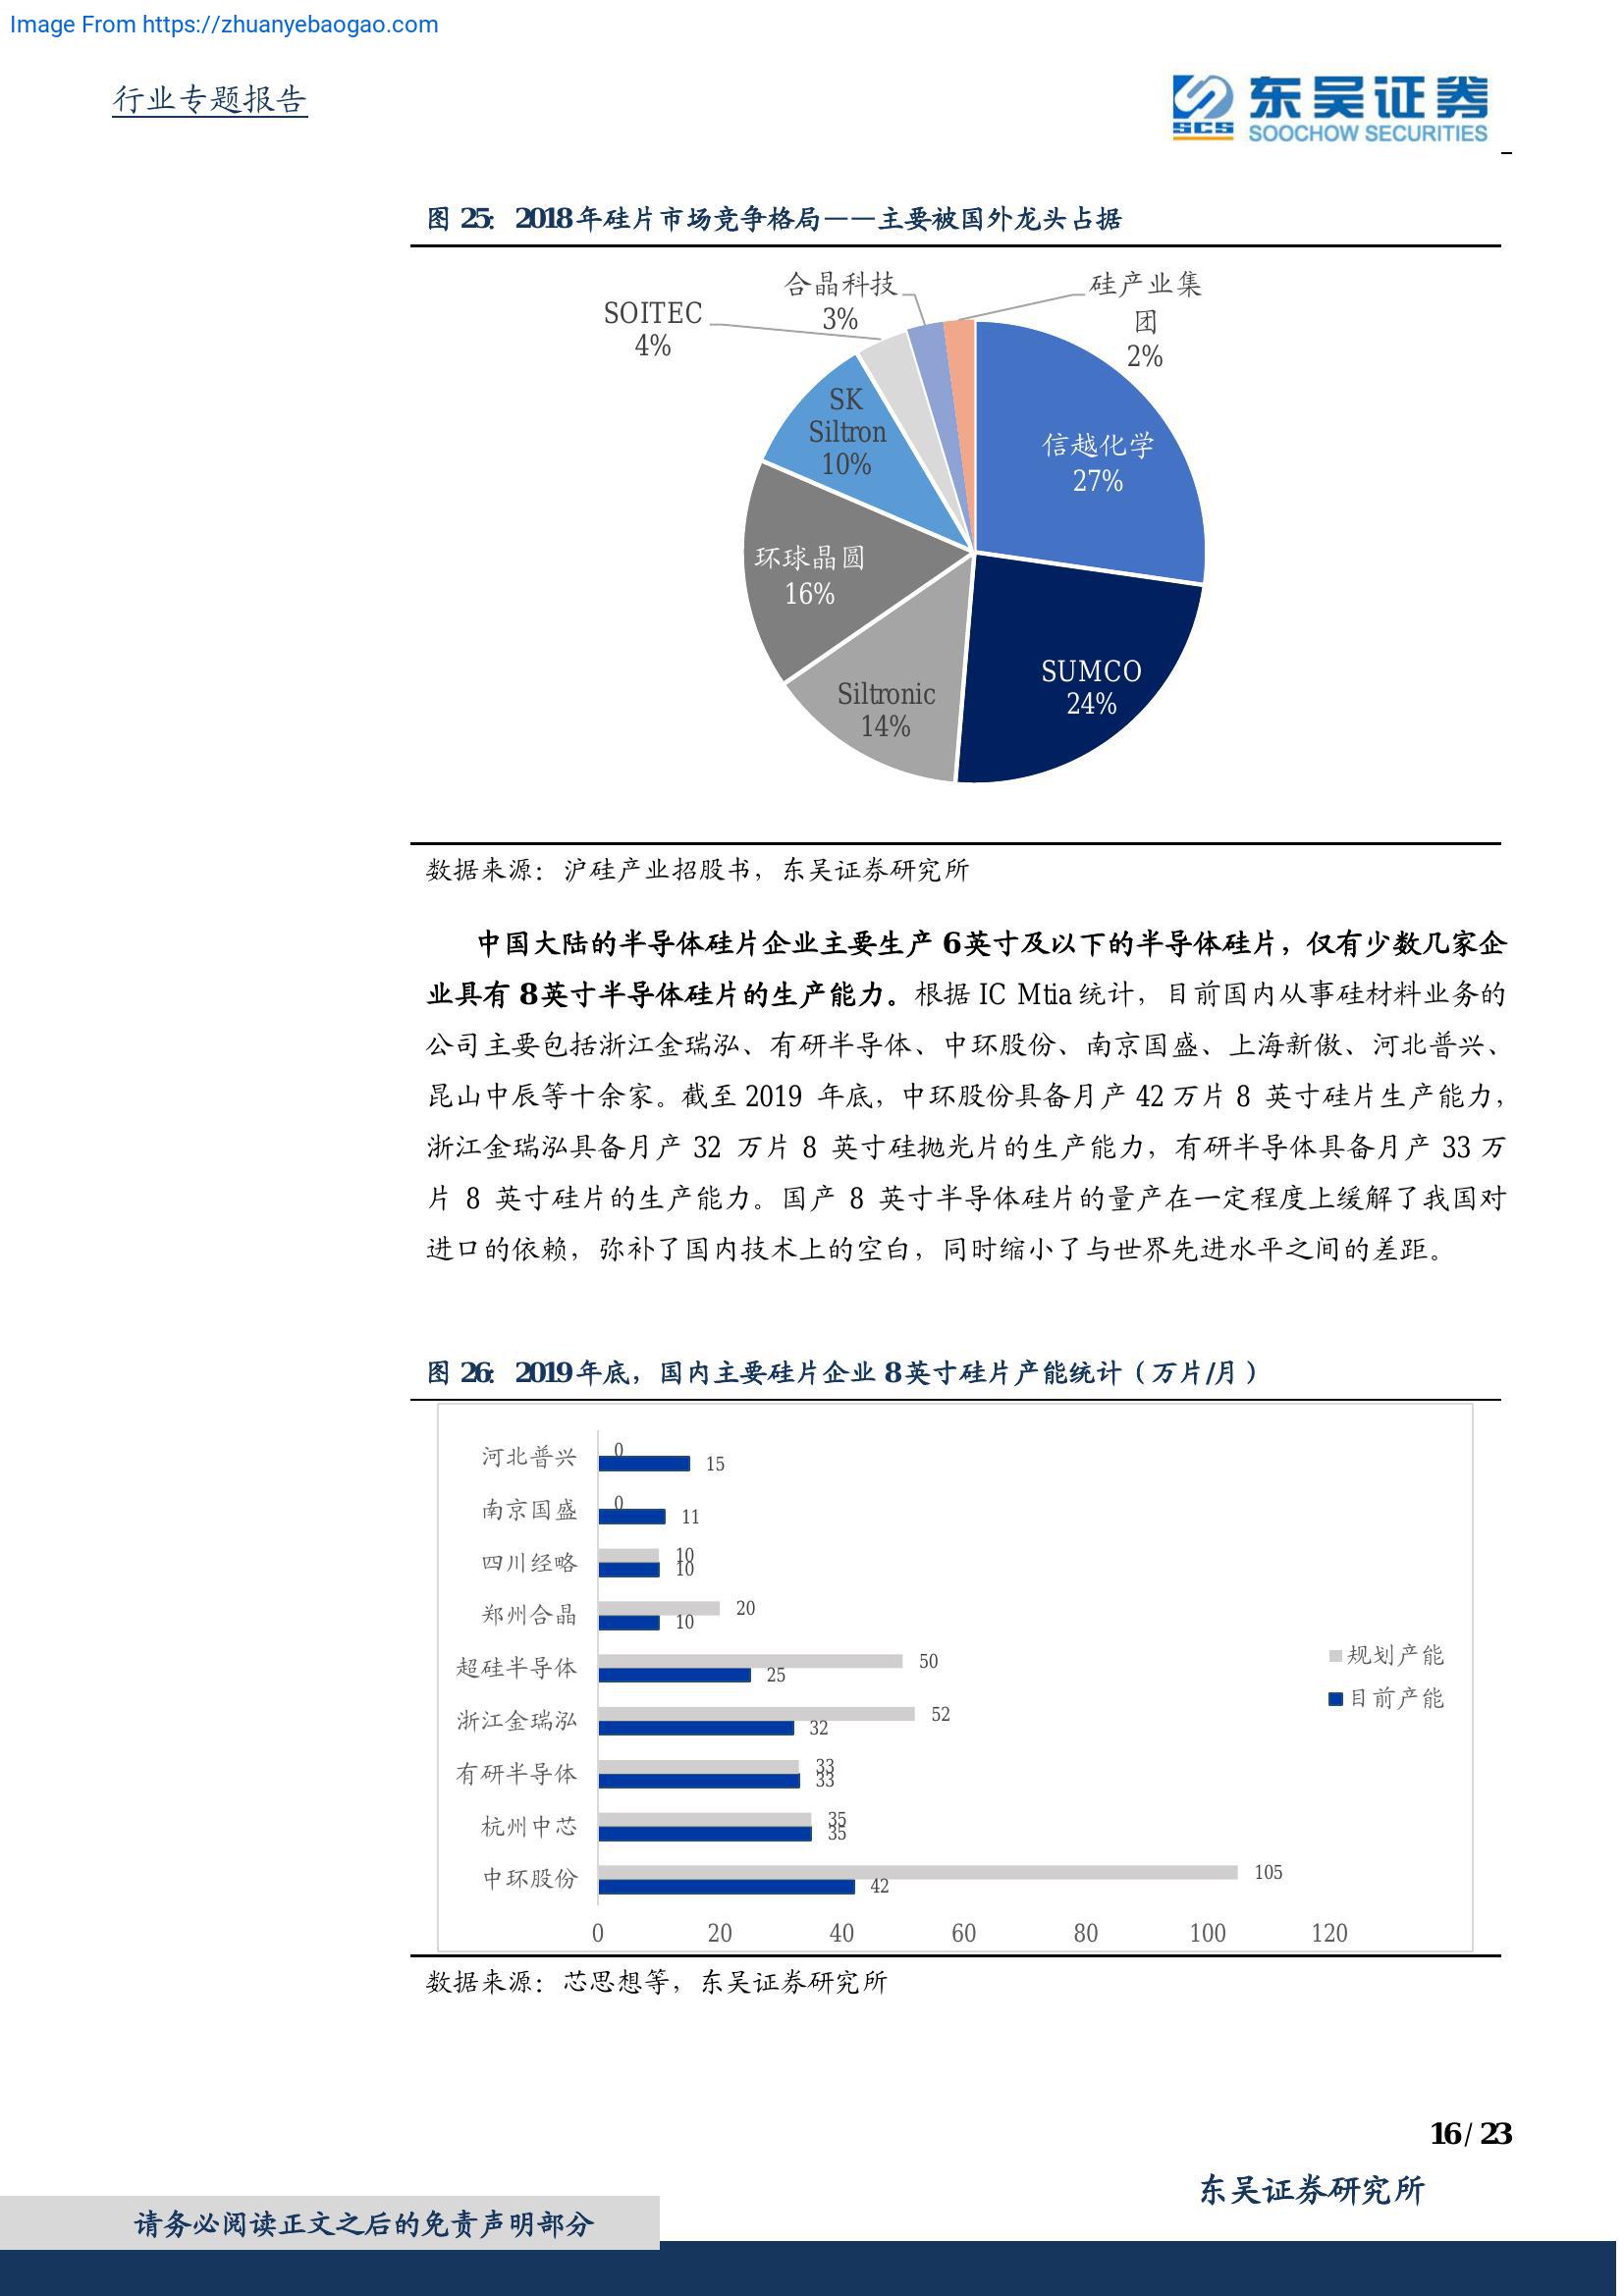 Image From https://zhuanyebaogao.com
行业专题报告
SCS
东吴证券
SOOCHOW SECURITIES
图 25: 2018年硅片市场竞争格局——主要被国外龙头占据
合晶科技
3%
硅产业集
团
2%
SOITEC
4%
SK
Siltron
10%
信越化学
27%
环球晶圆
16%
SUMCO
24%
Siltronic
14%
数据来源：沪硅产业招股书，东吴证券研究所
中国大陆的半导体硅片企业主要生产 6英寸及以下的半导体硅片，仅有少数几家企
业具有 8英寸半导体硅片的生产能力。根据 IC Mtia 统计，目前国内从事硅材料业务的
公司主要包括浙江金瑞泓、有研半导体、中环股份、南京国盛、上海新傲、河北普兴、
昆山中辰等十余家。截至 2019 年底，中环股份具备月产 42 万片 8 英寸硅片生产能力，
浙江金瑞泓具备月产 32 万片 8 英寸硅抛光片的生产能力，有研半导体具备月产 33 万
片 8 英寸硅片的生产能力。国产 8 英寸半导体硅片的量产在一定程度上缓解了我国对
进口的依赖，弥补了国内技术上的空白，同时缩小了与世界先进水平之间的差距。
图 26: 2019年底，国内主要硅片企业 8英寸硅片产能统计（万片/月）
河北普兴 0
15
南京国盛 0
11
四川经略 10
10
郑州合晶 20
10
超硅半导体 50
25
浙江金瑞泓 52
32
有研半导体 33
33
杭州中芯 35
35
中环股份 105
42
规划产能
目前产能
0 20 40 60 80 100 120
数据来源：芯思想等，东吴证券研究所
16 / 23
东吴证券研究所
请务必阅读正文之后的免责声明部分